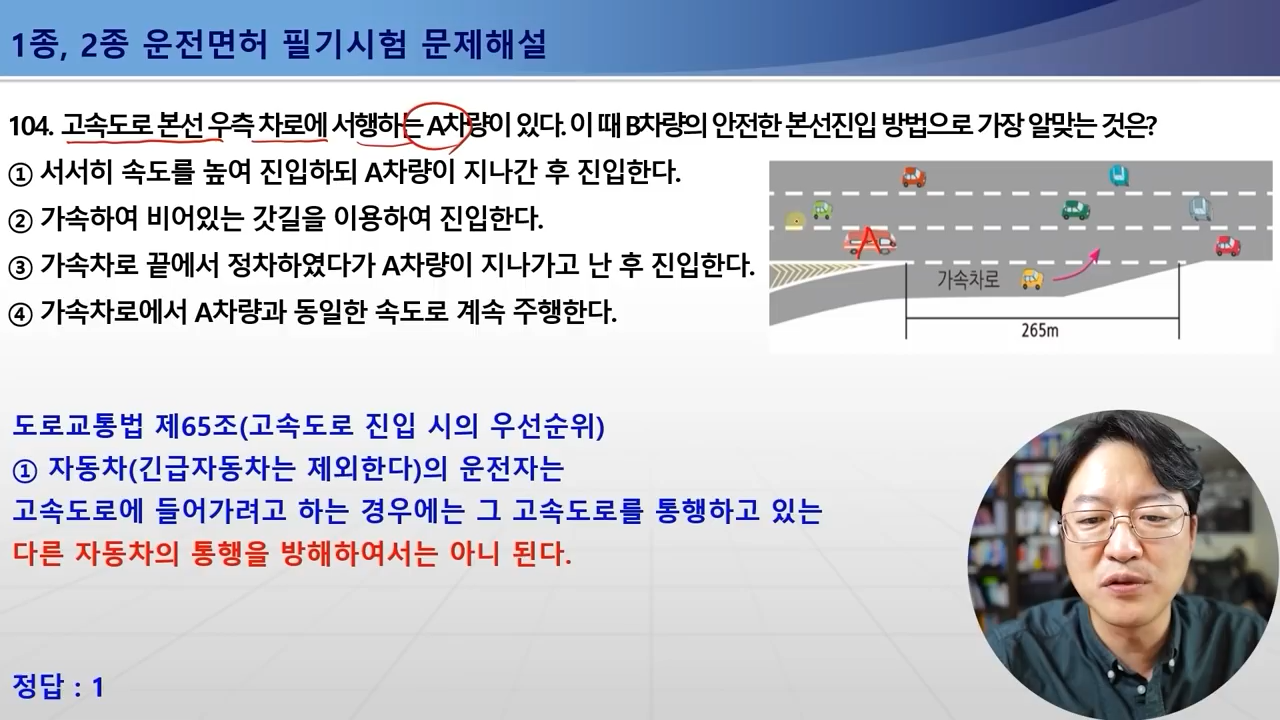 1종, 2종 운전면허 필기시험 문제해설
104. 고속도로 본선 우측 차로에 서행하는 A차량이 있다. 이 때 B차량의 안전한 본선진입 방법으로 가장 알맞는 것은?
① 서서히 속도를 높여 진입하되 A차량이 지나간 후 진입한다.
② 가속하여 비어있는 갓길을 이용하여 진입한다.
③ 가속차로 끝에서 정차하였다가 A차량이 지나가고 난 후 진입한다.
④ 가속차로에서 A차량과 동일한 속도로 계속 주행한다.
A
가속차로
265m
도로교통법 제65조(고속도로 진입 시의 우선순위)
① 자동차(긴급자동차는 제외한다)의 운전자는
고속도로에 들어가려고 하는 경우에는 그 고속도로를 통행하고 있는
다른 자동차의 통행을 방해하여서는 아니 된다.
정답 : 1